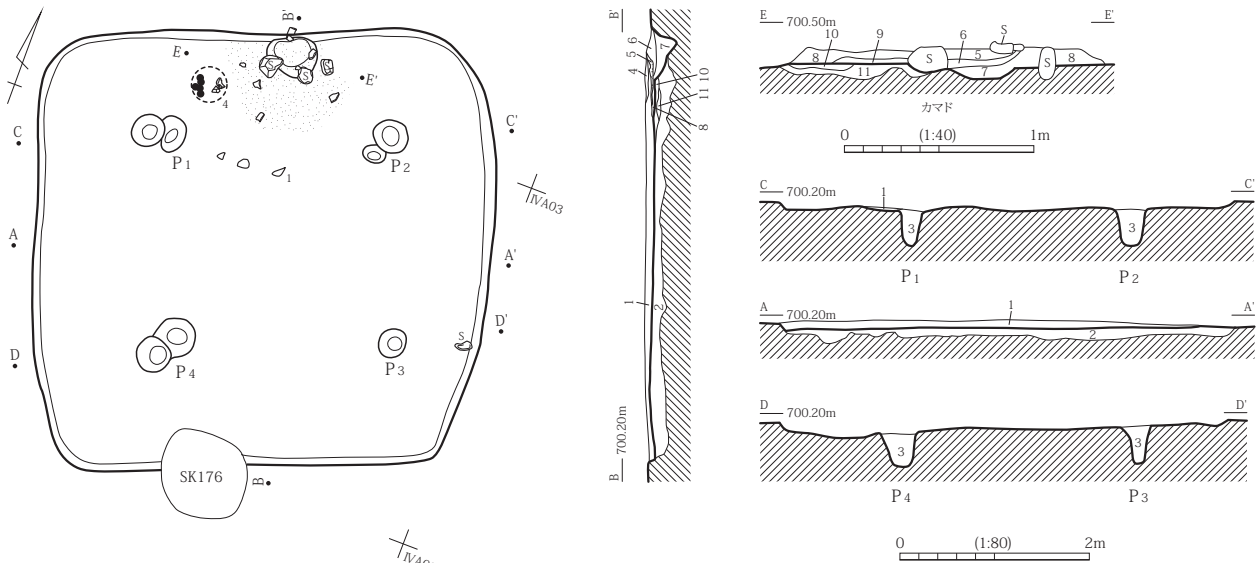 B'
E
S
S
S
E'
4
C
C'
P1
P2
1
ⅣA03
A
A'
D'
S
D
P4
P3
SK176
B
ⅣA0
B'
6
5
4
7
10
11
8
1
2
700.20m
B
E
700.50m
E'
10
9
6
S
8
S
5
S
8
11
7
カマド
0
(1:40)
1m
C
700.20m
C'
1
3
3
P1
P2
A
700.20m
A'
1
2
D
700.20m
D'
3
3
P4
P3
0
(1:80)
2m